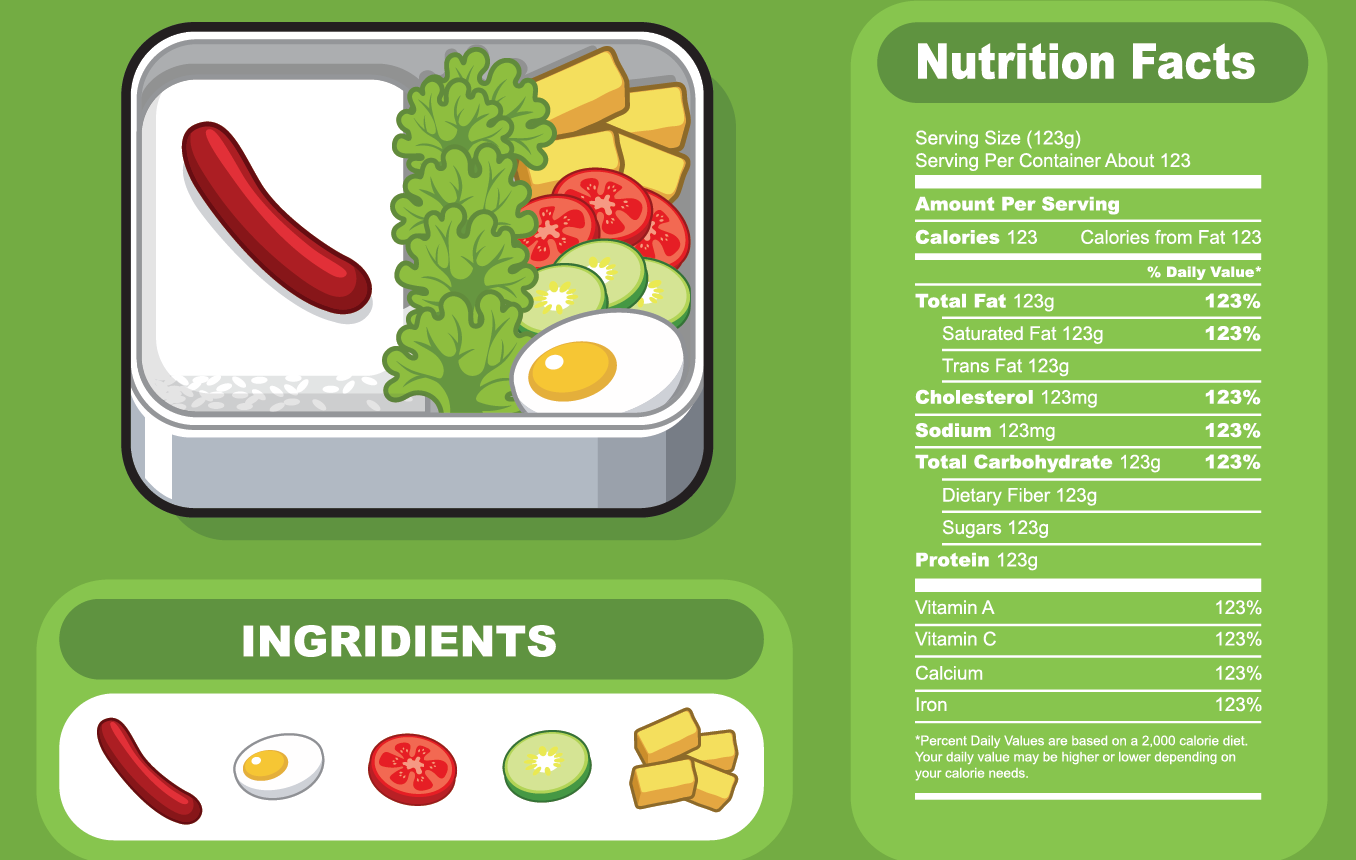 Nutrition Facts
Serving Size (123g)
Serving Per Container About 123
Amount Per Serving
Calories 123 Calories from Fat 123
% Daily Value*
Total Fat 123g 123%
Saturated Fat 123g 123%
Trans Fat 123g
Cholesterol 123mg 123%
Sodium 123mg 123%
Total Carbohydrate 123g 123%
Dietary Fiber 123g
Sugars 123g
Protein 123g
Vitamin A 123%
Vitamin C 123%
Calcium 123%
Iron 123%
*Percent Daily Values are based on a 2,000 calorie diet.
Your daily value may be higher or lower depending on
your calorie needs.
INGRIDIENTS